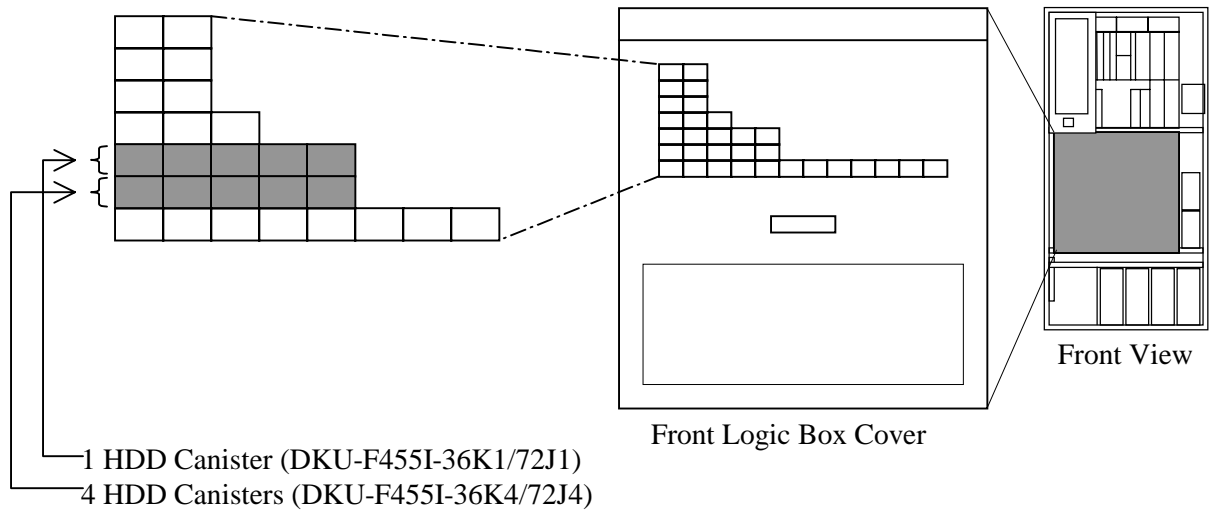 Front View
Front Logic Box Cover
1 HDD Canister (DKU-F455I-36K1/72J1)
4 HDD Canisters (DKU-F455I-36K4/72J4)